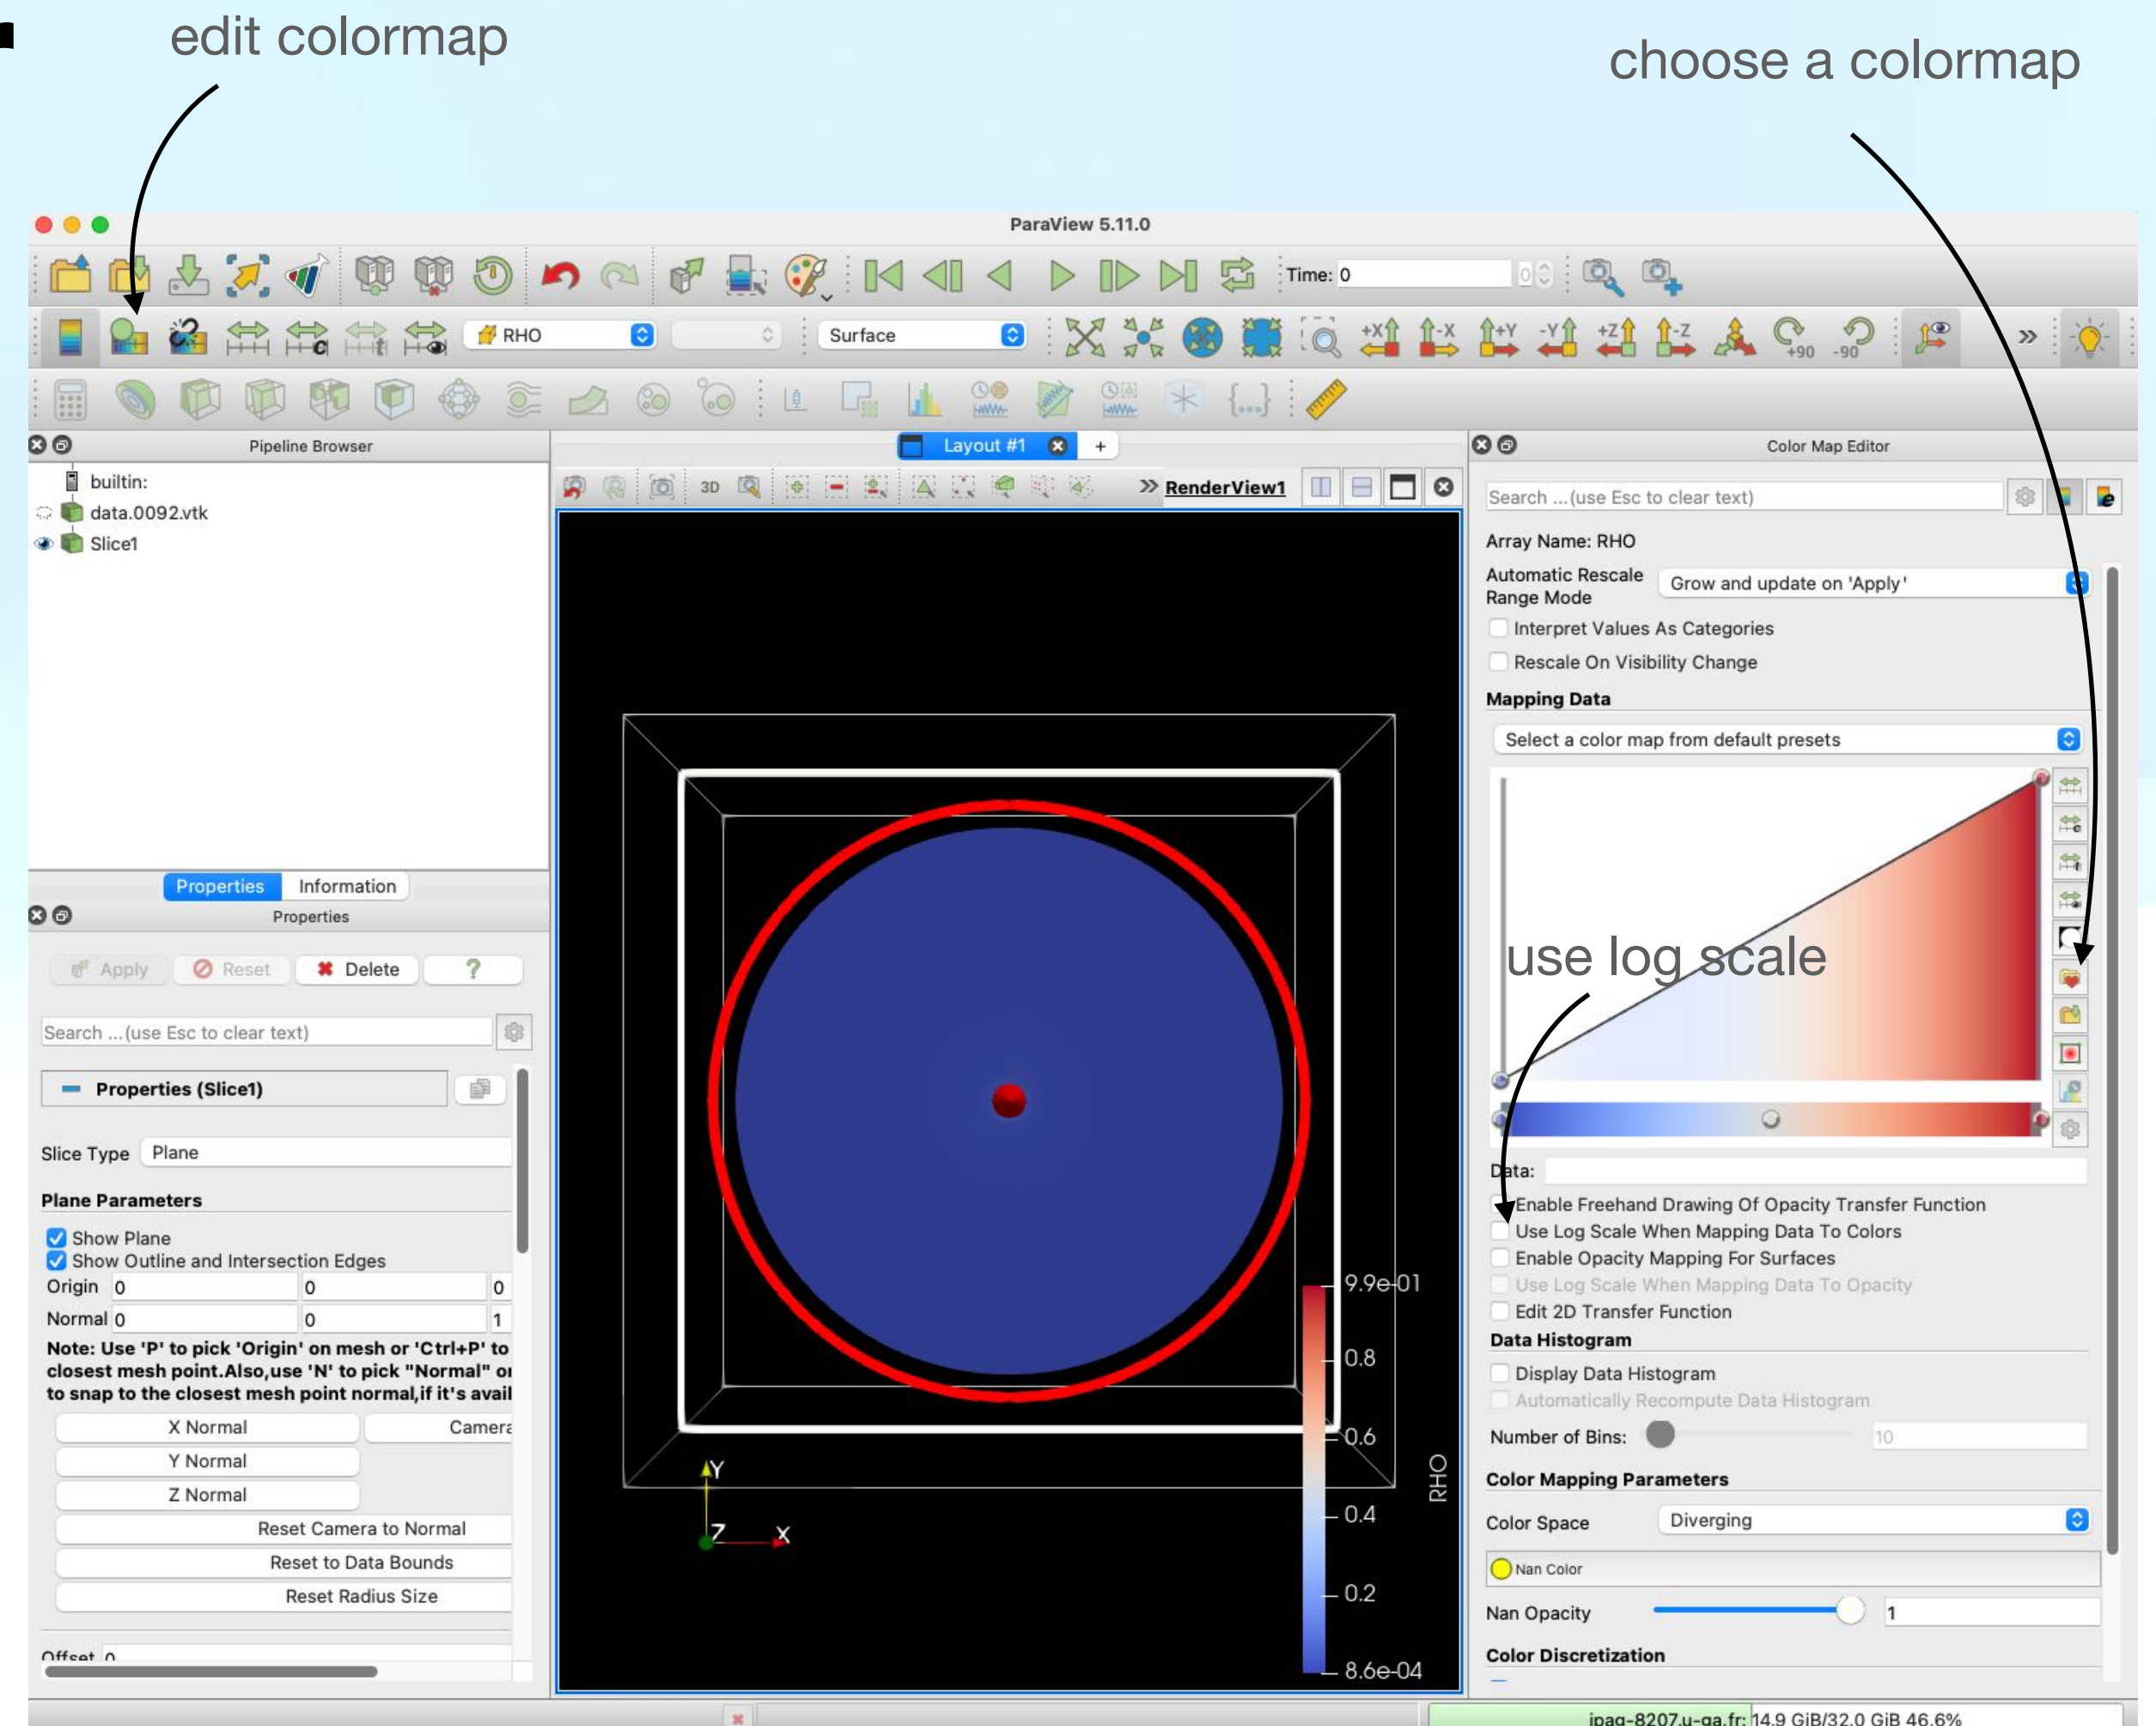 edit colormap
choose a colormap
ParaView 5.11.0
Time: 0
0
RHO
Surface
+X
-X
+Y
-Y
+Z
-Z
+90
-90
»
Pipeline Browser
Layout #1
+
Color Map Editor
builtin:
data.0092.vtk
Slice1
3D
» RenderView1
Search ...(use Esc to clear text)
Array Name: RHO
Automatic Rescale
Range Mode
Grow and update on 'Apply'
Interpret Values As Categories
Rescale On Visibility Change
Mapping Data
Select a color map from default presets
Properties
Information
Properties
Apply
Reset
Delete
?
Search ...(use Esc to clear text)
Properties (Slice1)
Slice Type Plane
Plane Parameters
Show Plane
Show Outline and Intersection Edges
Origin 0 0 0
Normal 0 0 1
Note: Use 'P' to pick 'Origin' on mesh or 'Ctrl+P' to
closest mesh point.Also,use 'N' to pick "Normal" or
to snap to the closest mesh point normal,if it's avail
X Normal
Camera
Y Normal
Z Normal
Reset Camera to Normal
Reset to Data Bounds
Reset Radius Size
Offset 0
Y
Z
X
9.9e-01
0.8
0.6
0.4
0.2
8.6e-04
RHO
use log scale
Data:
Enable Freehand Drawing Of Opacity Transfer Function
Use Log Scale When Mapping Data To Colors
Enable Opacity Mapping For Surfaces
Use Log Scale When Mapping Data To Opacity
Edit 2D Transfer Function
Data Histogram
Display Data Histogram
Automatically Recompute Data Histogram
Number of Bins: 10
Color Mapping Parameters
Color Space Diverging
Nan Color
Nan Opacity 1
Color Discretization
ipag-8207.u-ga.fr: 14.9 GiB/32.0 GiB 46.6%